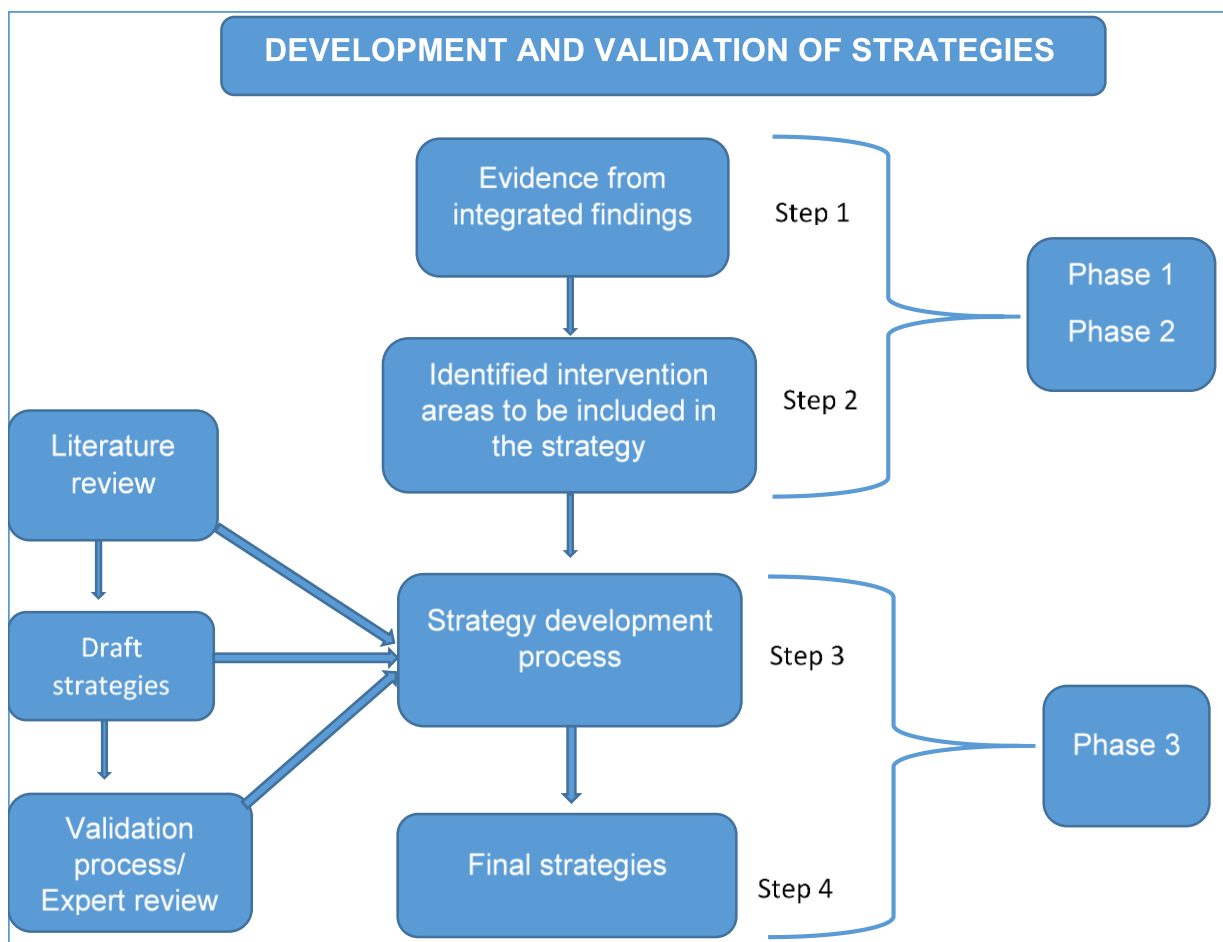 DEVELOPMENT AND VALIDATION OF STRATEGIES
Evidence from
integrated findings
Step 1
Phase 1
Phase 2
Identified intervention
areas to be included in
the strategy
Step 2
Literature
review
Strategy development
process
Step 3
Draft
strategies
Phase 3
Validation
process/
Expert review
Final strategies
Step 4